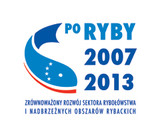 PO RYBY
2007
2013
ZRÓWNOWAŻONY ROZWÓJ SEKTORA RYBOŁÓWSTWA
I NADBRZEŻNYCH OBSZARÓW RYBACKICH